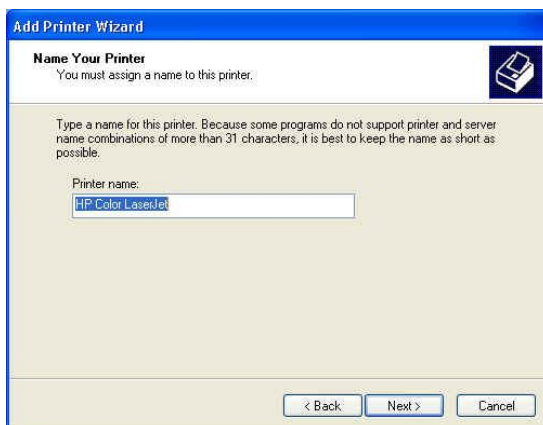 Add Printer Wizard
Name Your Printer
You must assign a name to this printer.
Type a name for this printer. Because some programs do not support printer and server
name combinations of more than 31 characters, it is best to keep the name as short as
possible.
Printer name:
HP Color LaserJet
< Back
Next >
Cancel